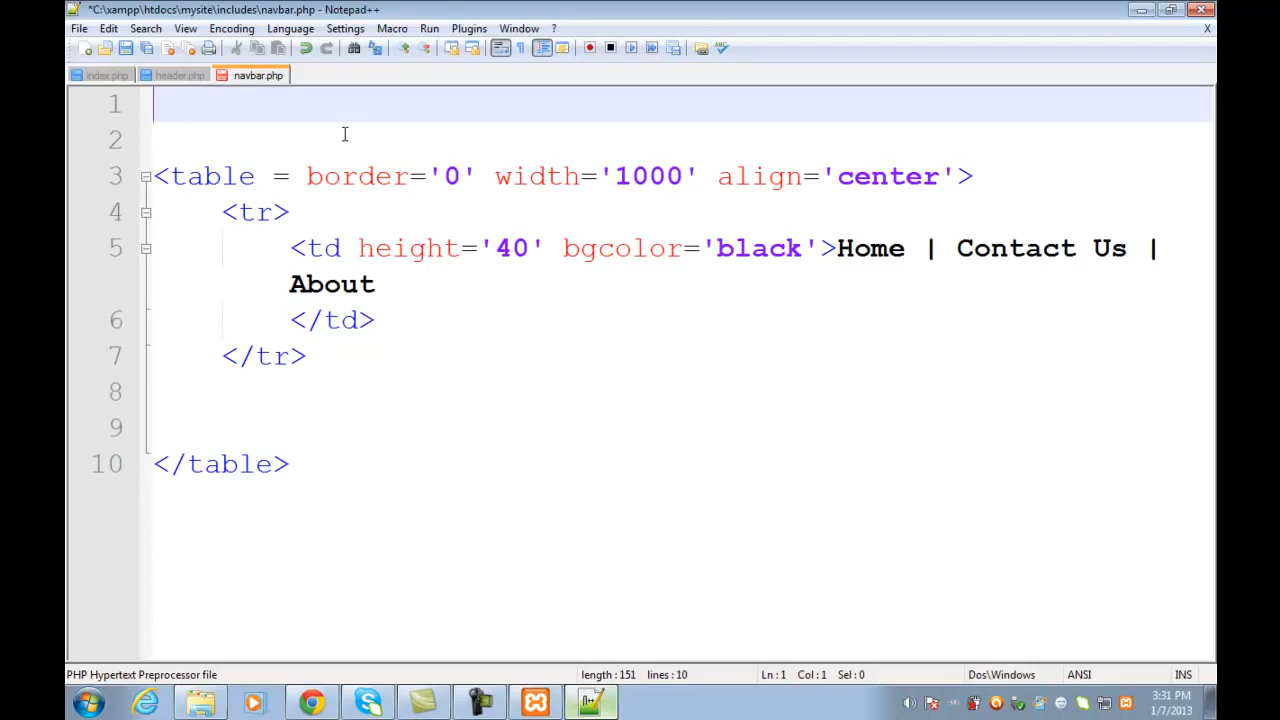 *C:\xampp\htdocs\mysite\includes\navbar.php - Notepad++
File Edit Search View Encoding Language Settings Macro Run Plugins Window ? X
index.php header.php navbar.php
1
2
3 <table = border='0' width='1000' align='center'>
4 <tr>
5 <td height='40' bgcolor='black'>Home | Contact Us |
About
6 </td>
7 </tr>
8
9
10 </table>
PHP Hypertext Preprocessor file length : 151 lines : 10 Ln : 1 Col : 1 Sel : 0 Dos\Windows ANSI INS
3:31 PM
1/7/2013